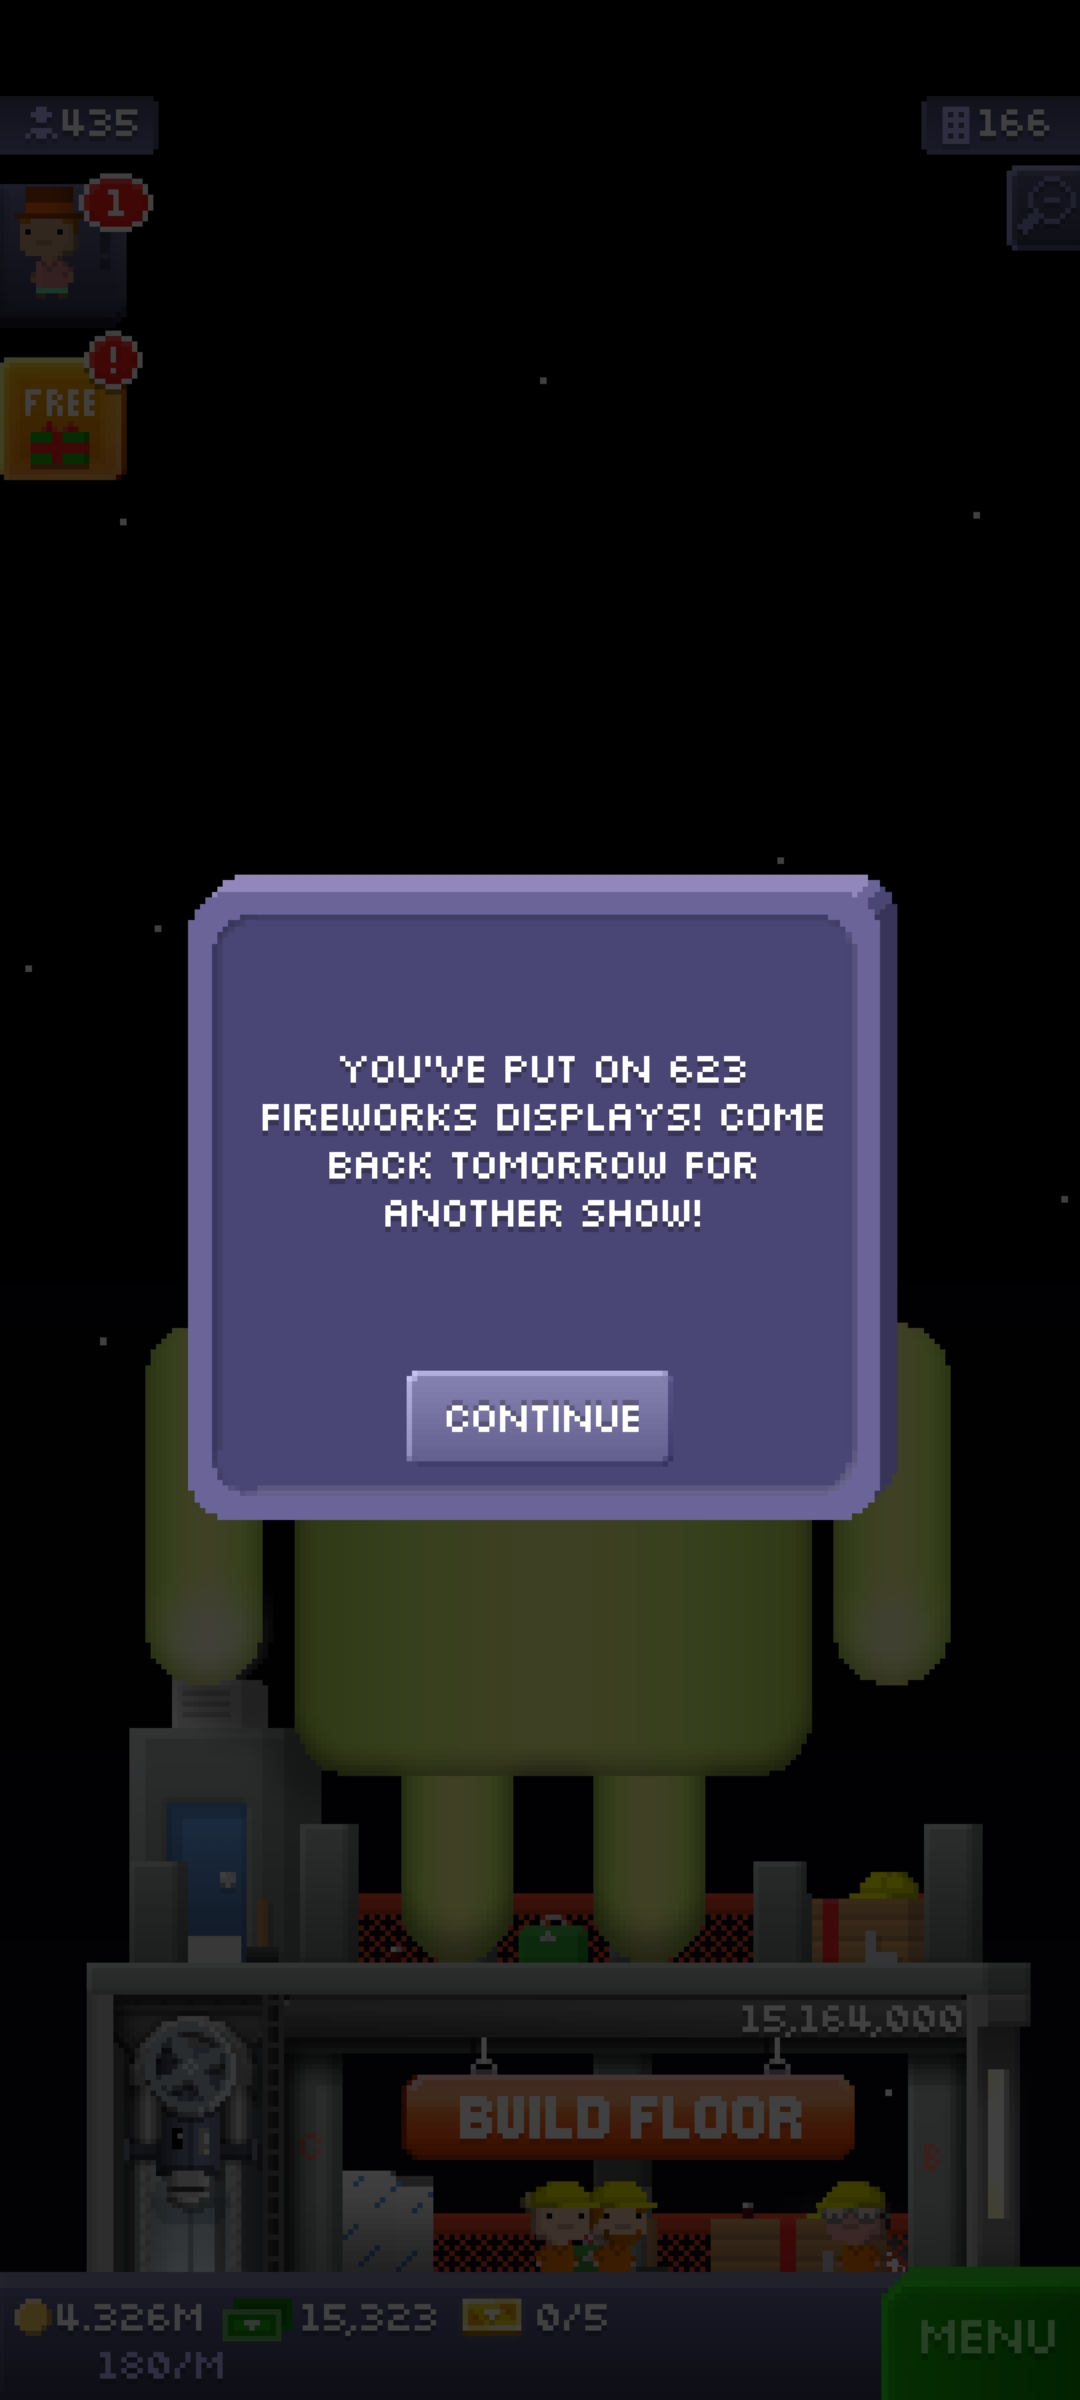 435
166
1
!
FREE
YOU'VE PUT ON 623
FIREWORKS DISPLAYS! COME
BACK TOMORROW FOR
ANOTHER SHOW!
CONTINUE
15,164,000
BUILD FLOOR
C
B
4.326M
15,323
0/5
180/M
MENU